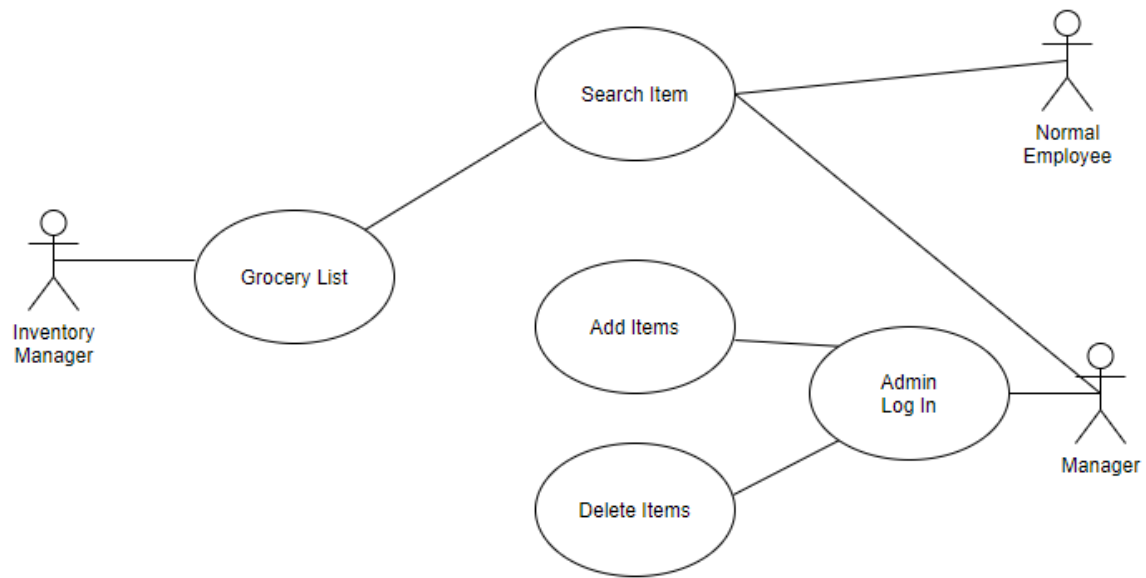 Search Item
Normal
Employee
Grocery List
Inventory
Manager
Add Items
Admin
Log In
Manager
Delete Items